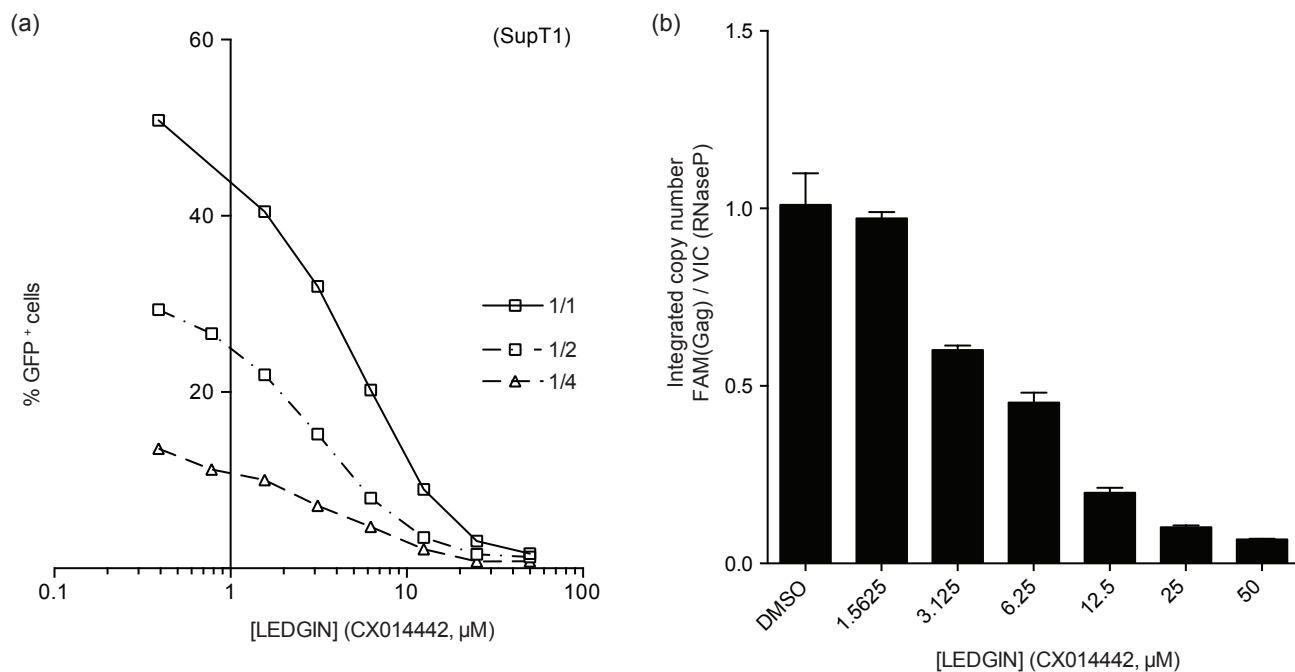 (a)
(SupT1)
60
40
20
% GFP + cells
1/1
1/2
1/4
0.1 1 10 100
[LEDGIN] (CX014442, µM)
(b)
1.5
1.0
0.5
0.0
Integrated copy number
FAM(Gag) / VIC (RNaseP)
DMSO 1.5625 3.125 6.25 12.5 25 50
[LEDGIN] (CX014442, µM)